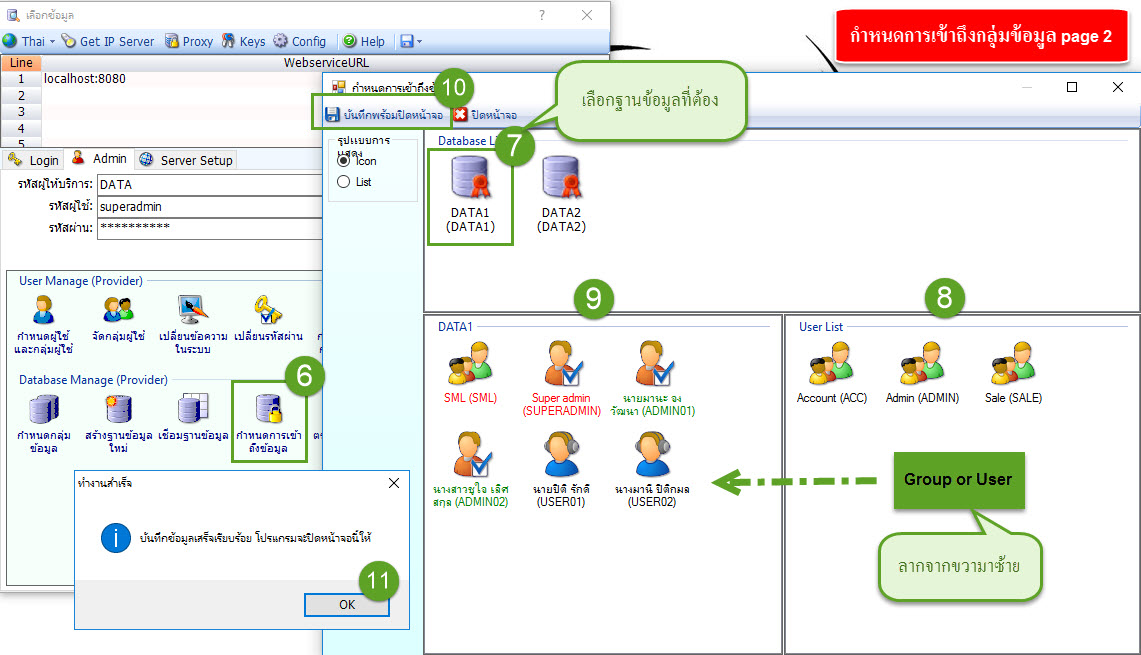 เลือกข้อมูล
กำหนดการเข้าถึงกลุ่มข้อมูล page 2
Thai Get IP Server Proxy Keys Config Help
Line WebserviceURL
1 localhost:8080
2
3
4
5
Login Admin Server Setup
รหัสผู้ให้บริการ: DATA
รหัสผู้ใช้: superadmin
รหัสผ่าน: **********
User Manage (Provider)
กำหนดผู้ใช้ จัดกลุ่มผู้ใช้ เปลี่ยนข้อความ เปลี่ยนรหัสผ่าน
และกลุ่มผู้ใช้ ในระบบ
Database Manage (Provider)
6
กำหนดกลุ่ม สร้างฐานข้อมูล เชื่อมฐานข้อมูล กำหนดการเข้า
ข้อมูล ใหม่ ถึงข้อมูล
กำหนดการเข้าถึงข้
10
บันทึกพร้อมปิดหน้าจอ ปิดหน้าจอ
เลือกฐานข้อมูลที่ต้อง
รูปแบบการ
แสดง
Icon
List
Database L
7
DATA1 DATA2
(DATA1) (DATA2)
9
DATA1
SML (SML) Super admin นายมานะ จง
(SUPERADMIN) วัฒนา (ADMIN01)
นางสาวชูใจ เลิศ นายปิติ รักดี นางมานี ปิติกมล
สกุล (ADMIN02) (USER01) (USER02)
8
User List
Account (ACC) Admin (ADMIN) Sale (SALE)
Group or User
ลากจากขวามาซ้าย
ทำงานสำเร็จ
บันทึกข้อมูลเสร็จเรียบร้อย โปรแกรมจะปิดหน้าจอนี้ให้
11
OK